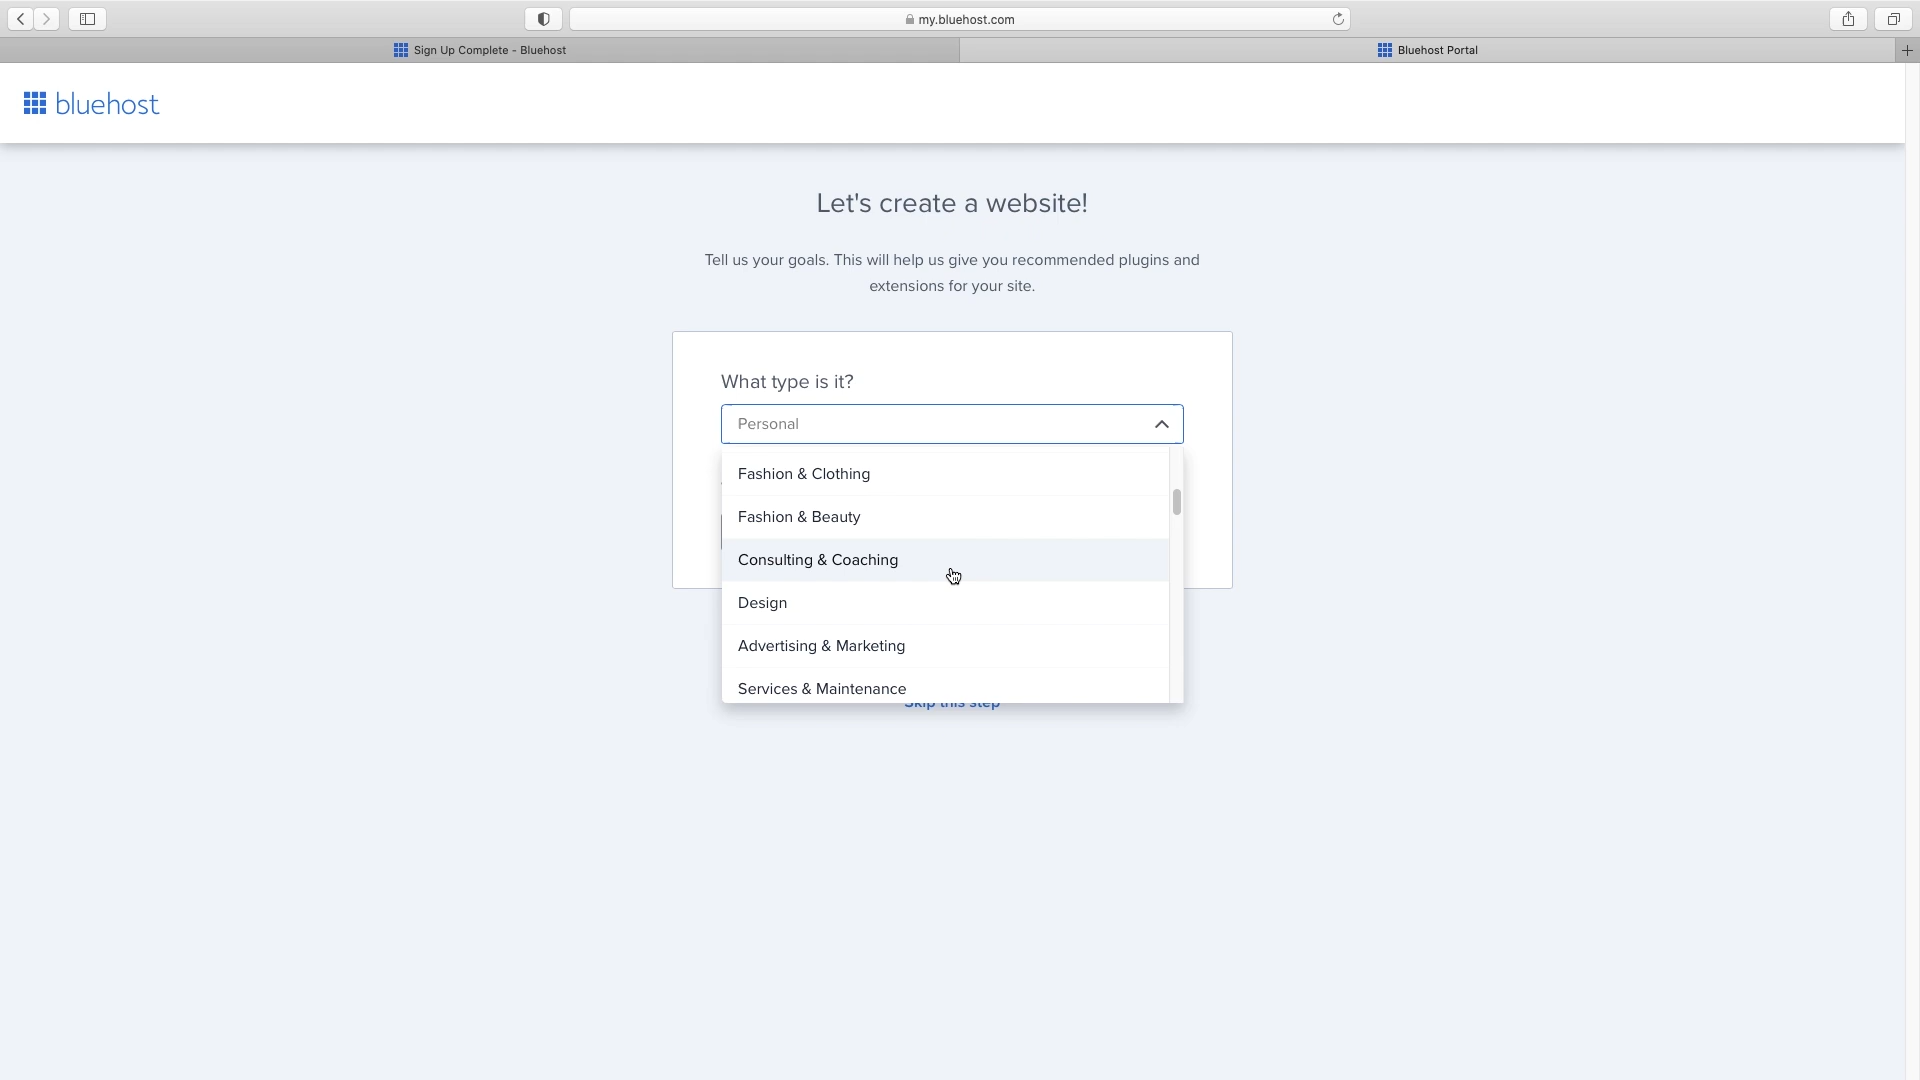 my.bluehost.com
Sign Up Complete - Bluehost
Bluehost Portal
bluehost
Let's create a website!
Tell us your goals. This will help us give you recommended plugins and
extensions for your site.
What type is it?
Personal
Fashion & Clothing
Fashion & Beauty
Consulting & Coaching
Design
Advertising & Marketing
Services & Maintenance
Skip this step